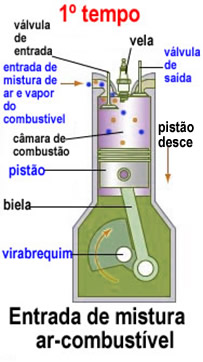 1º tempo
válvula
de
entrada
vela
válvula
de
saída
entrada de
mistura de
ar e vapor
do
combustível
câmara de
combustão
pistão
desce
pistão
biela
virabrequim
Entrada de mistura
ar-combustível